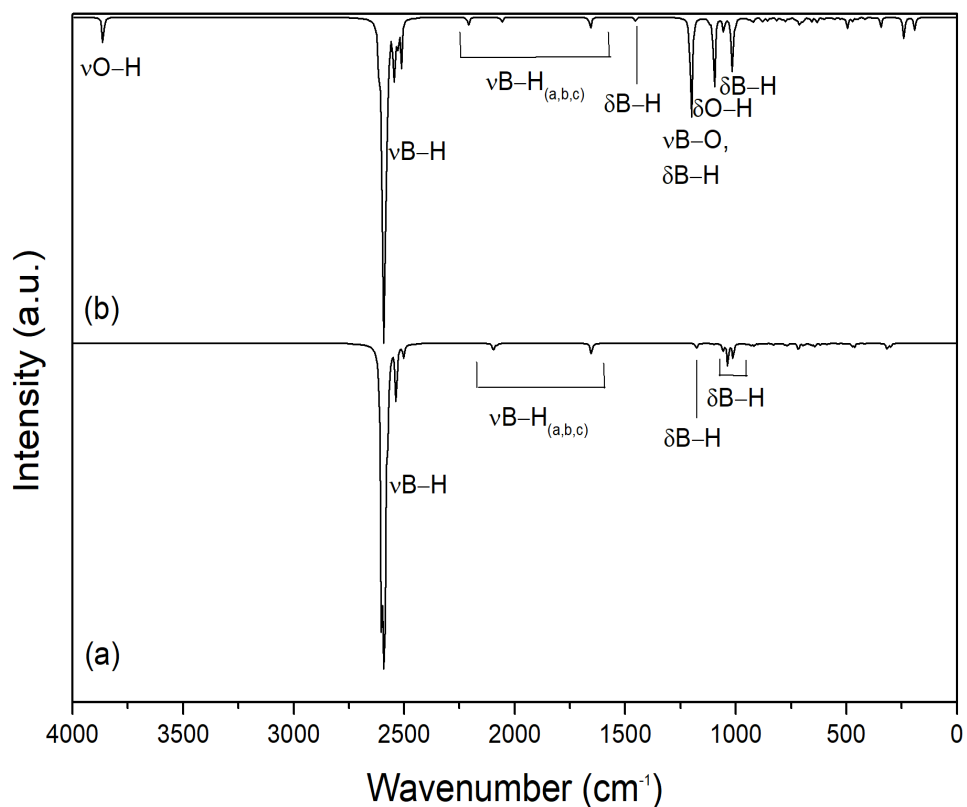 νO–H
νB–H(a,b,c)
δB–H
δB–H
δO–H
νB–O,
δB–H
νB–H
(b)
νB–H(a,b,c)
δB–H
δB–H
νB–H
(a)
Intensity (a.u.)
4000 3500 3000 2500 2000 1500 1000 500 0
Wavenumber (cm⁻¹)